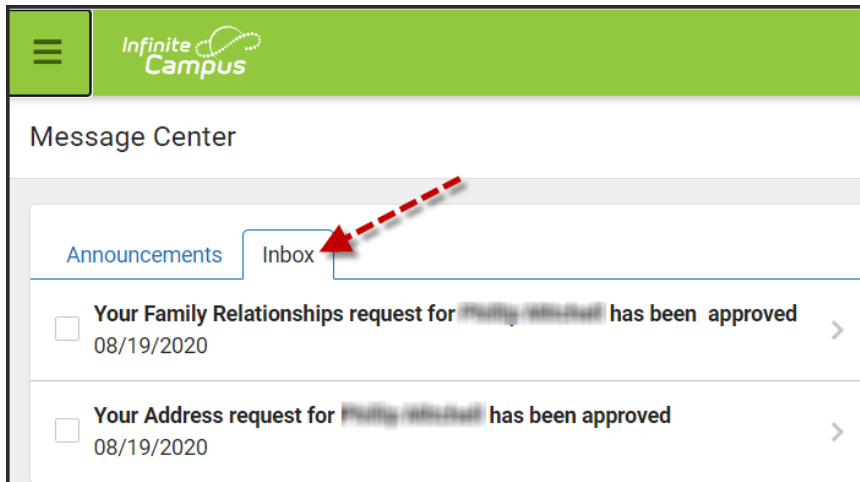 Infinite
Campus
Message Center
Announcements Inbox
Your Family Relationships request for has been approved
08/19/2020
Your Address request for has been approved
08/19/2020